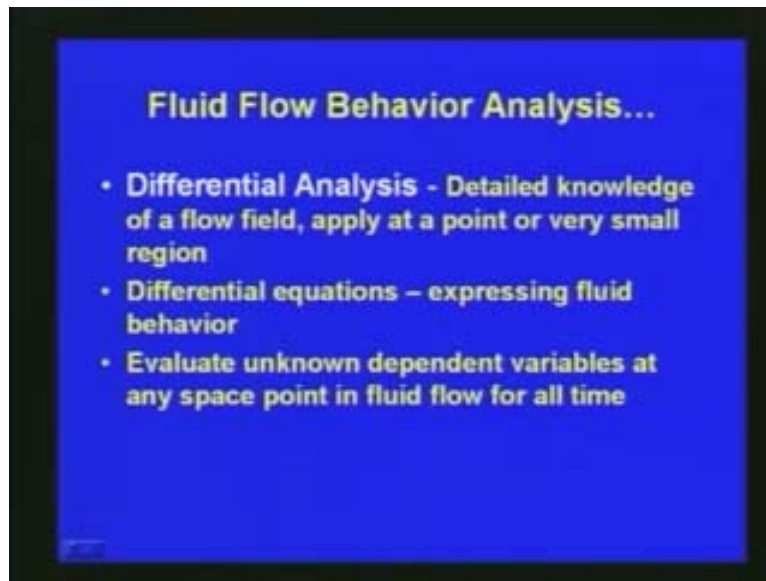 Fluid Flow Behavior Analysis…
• Differential Analysis - Detailed knowledge
of a flow field, apply at a point or very small
region
• Differential equations – expressing fluid
behavior
• Evaluate unknown dependent variables at
any space point in fluid flow for all time